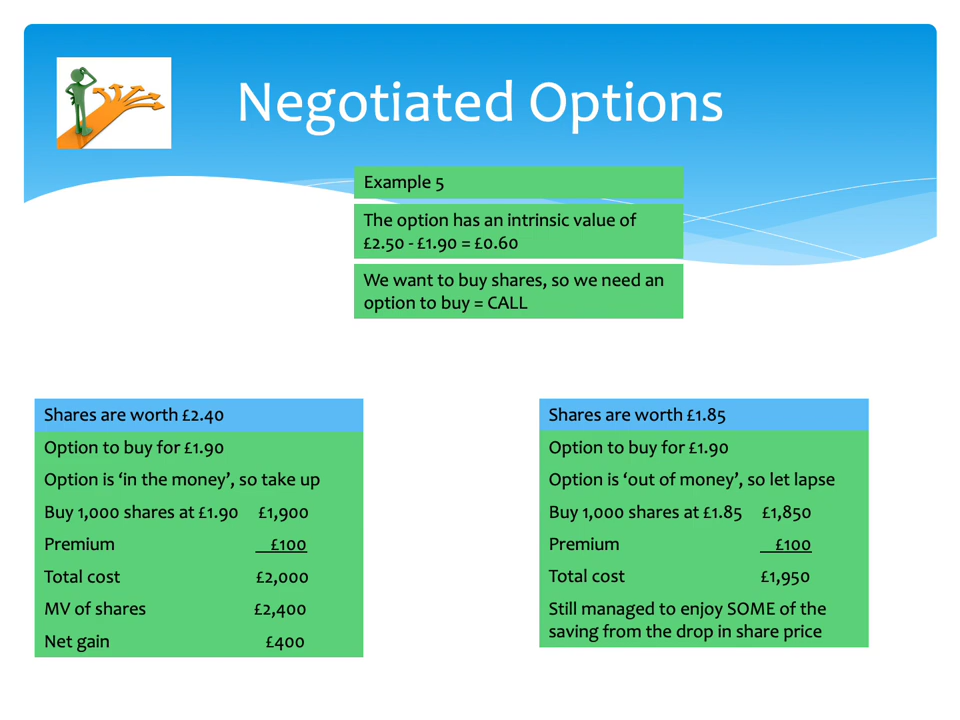 Negotiated Options
Example 5
The option has an intrinsic value of
£2.50 - £1.90 = £0.60
We want to buy shares, so we need an
option to buy = CALL
Shares are worth £2.40
Option to buy for £1.90
Option is ‘in the money’, so take up
Buy 1,000 shares at £1.90 £1,900
Premium £100
Total cost £2,000
MV of shares £2,400
Net gain £400
Shares are worth £1.85
Option to buy for £1.90
Option is ‘out of money’, so let lapse
Buy 1,000 shares at £1.85 £1,850
Premium £100
Total cost £1,950
Still managed to enjoy SOME of the
saving from the drop in share price